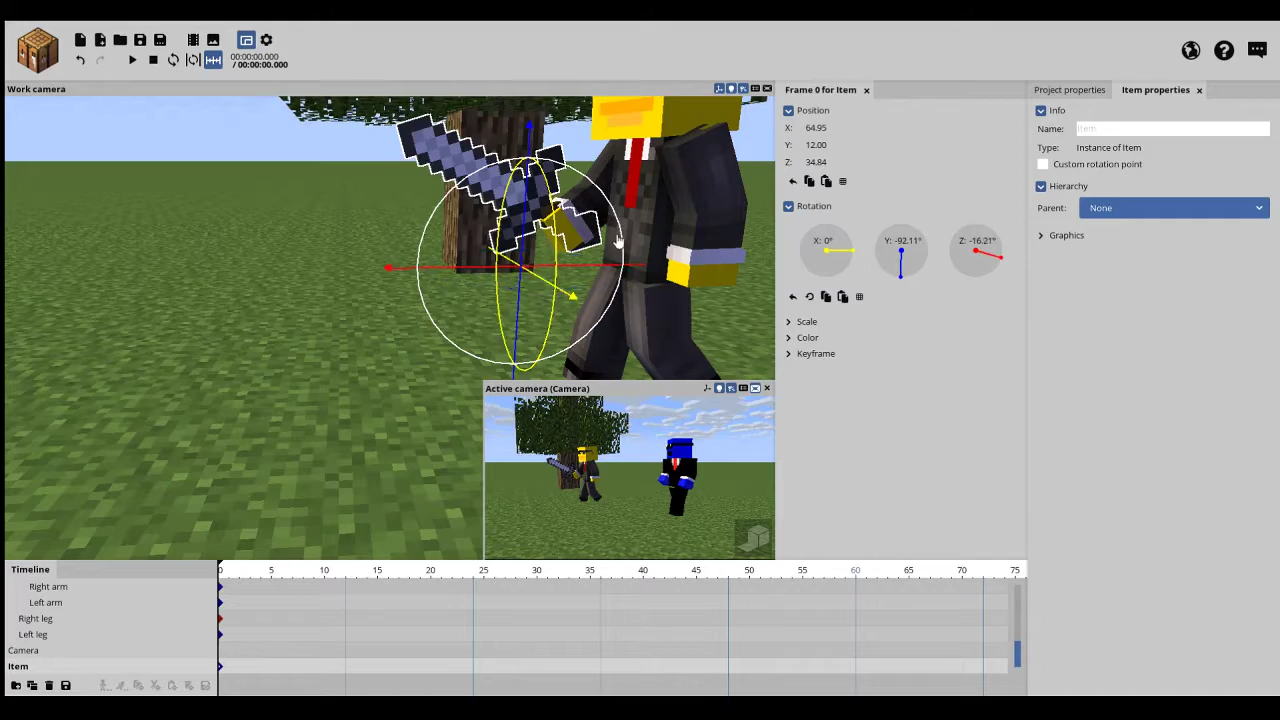 00:00:00.000
/ 00:00:00.000
Work camera
Frame 0 for Item
Position
X: 64.95
Y: 12.00
Z: 34.84
Rotation
X: 0°
Y: -92.11°
Z: -16.21°
Scale
Color
Keyframe
Project properties
Item properties
Info
Name: Item
Type: Instance of Item
Custom rotation point
Hierarchy
Parent: None
Graphics
Active camera (Camera)
Timeline
0 5 10 15 20 25 30 35 40 45 50 55 60 65 70 75
Right arm
Left arm
Right leg
Left leg
Camera
Item